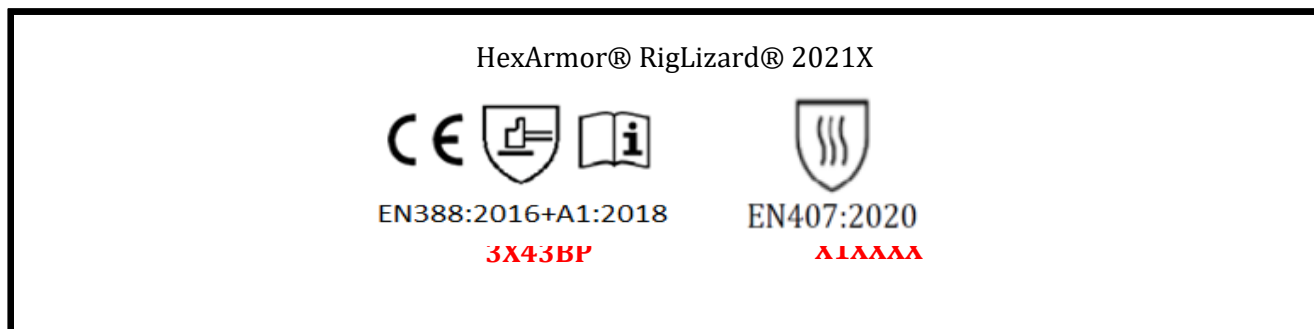 HexArmor® RigLizard® 2021X
CE i
EN388:2016+A1:2018 EN407:2020
3X43BP X1XXXX